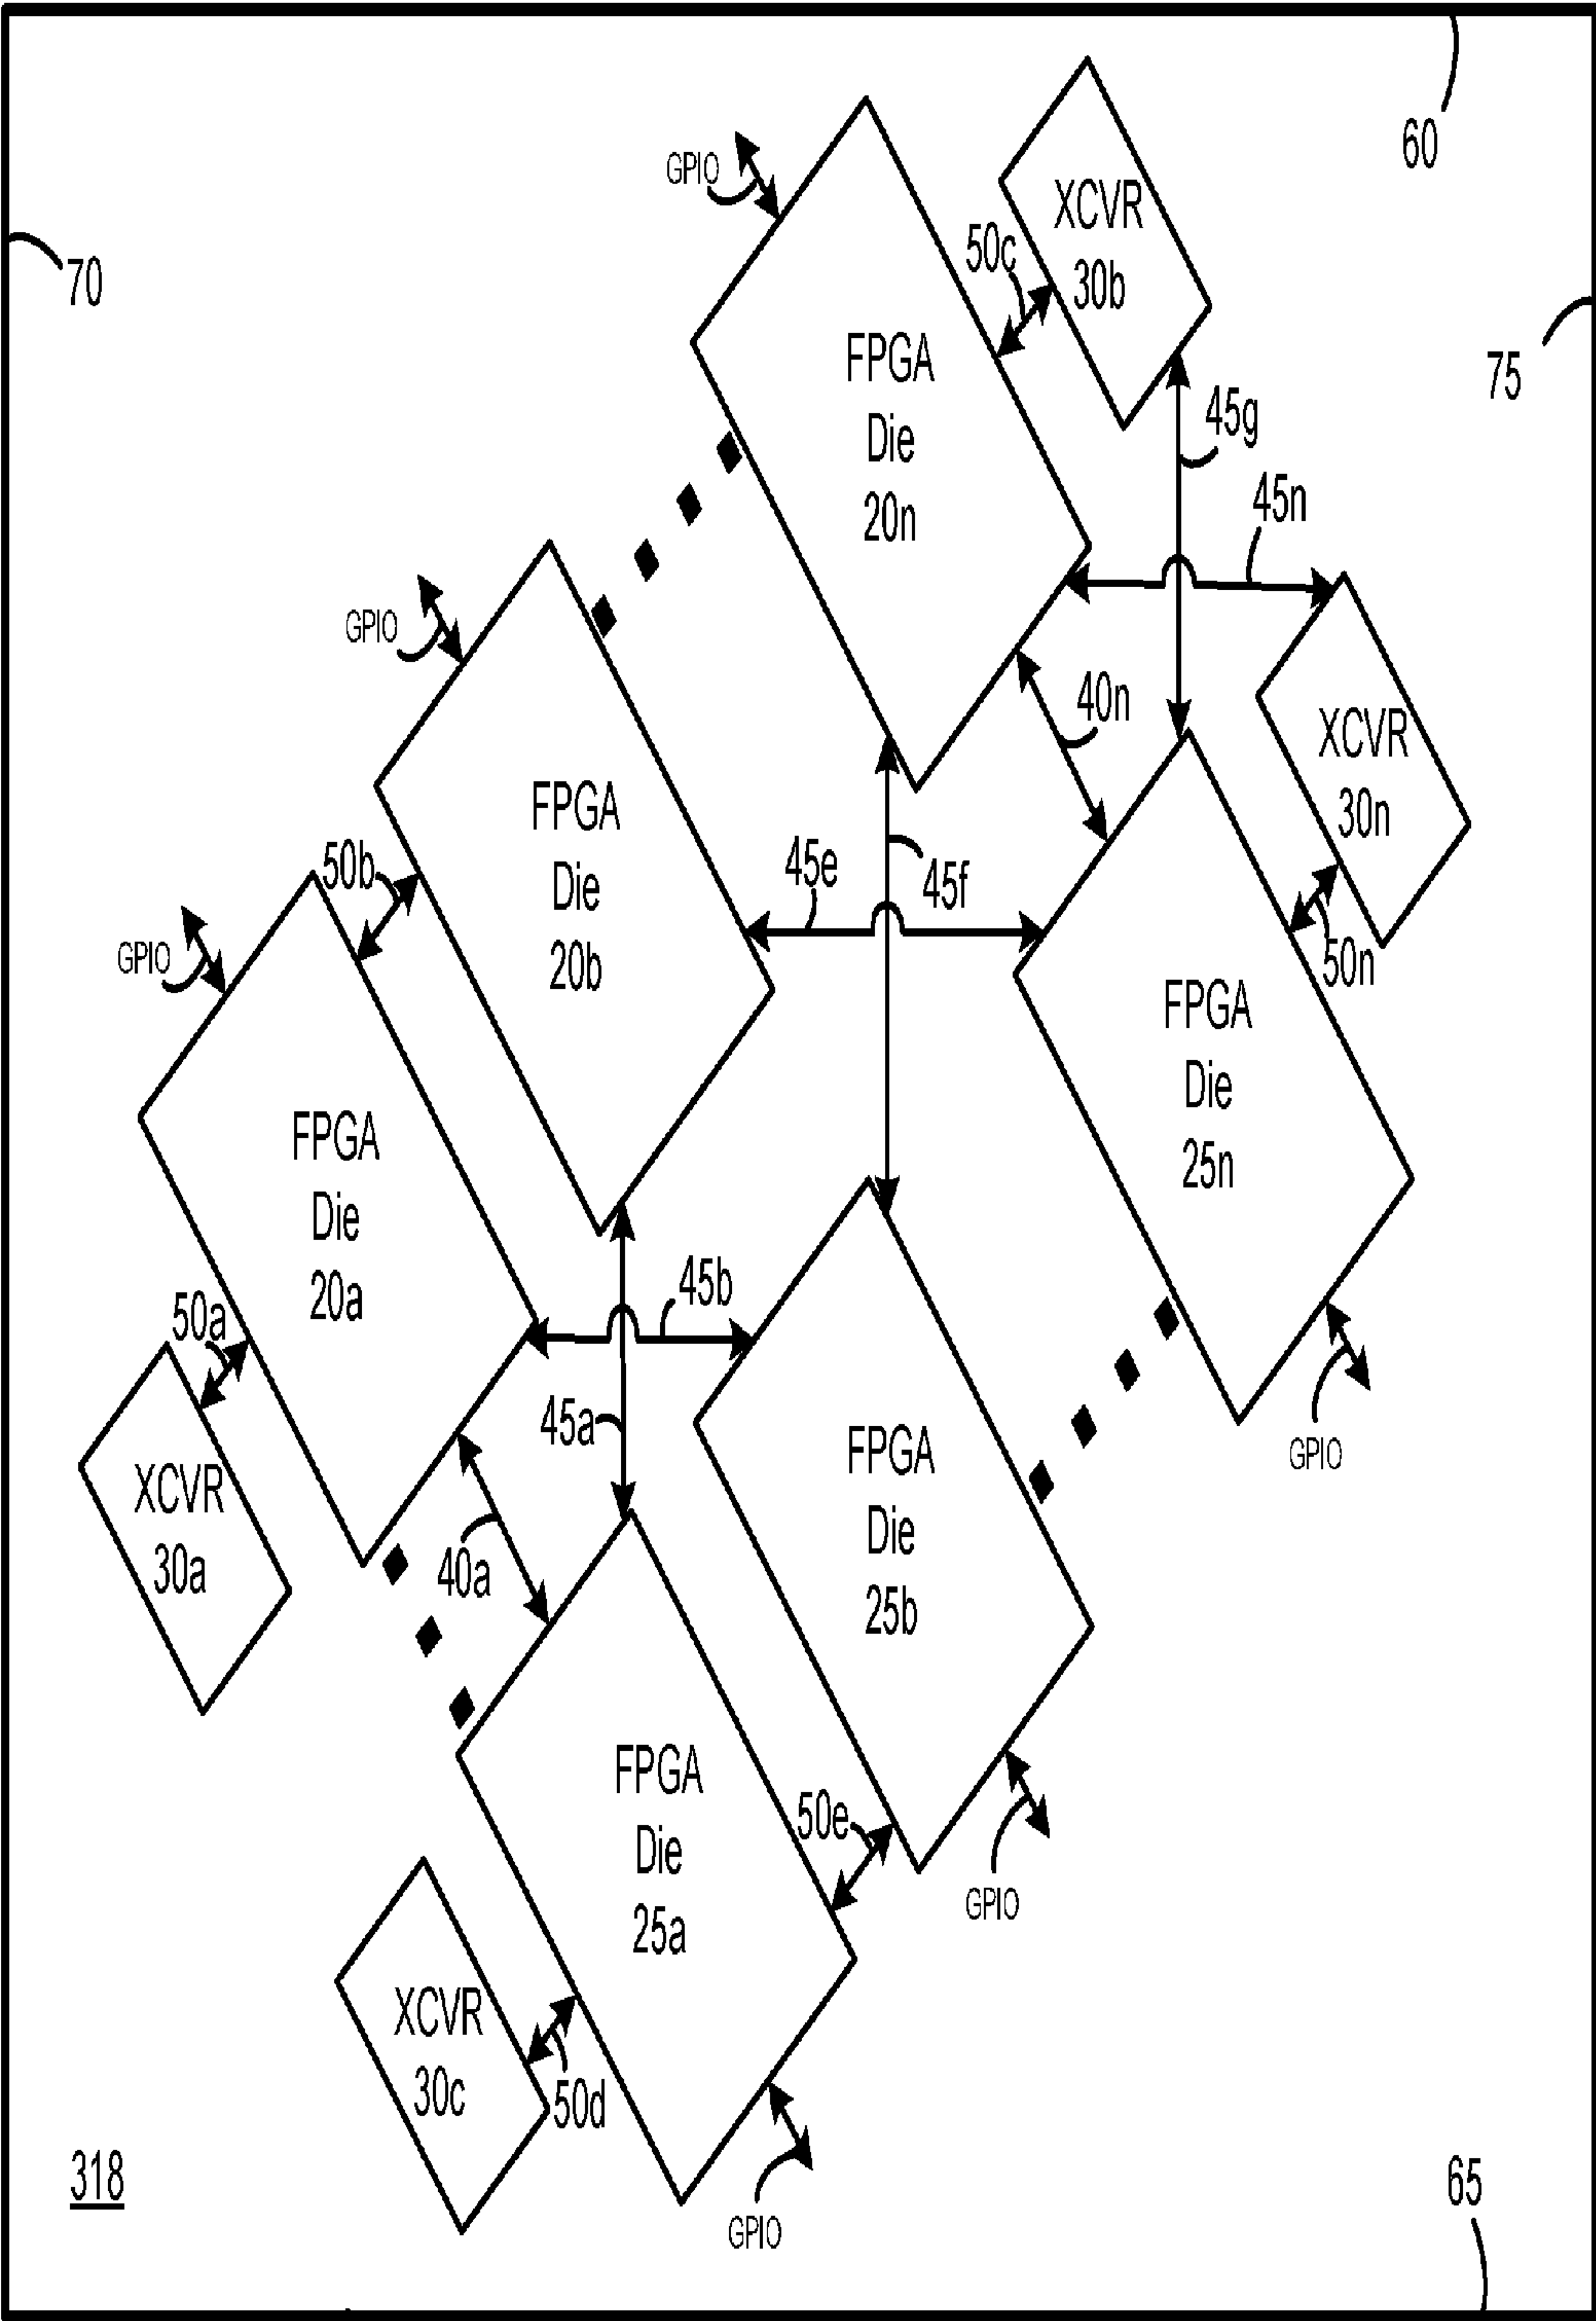 60
GPIO
XCVR
30b
50c
70
FPGA
Die
20n
75
45g
45n
GPIO
40n
XCVR
30n
FPGA
Die
20b
50b
45e
45f
GPIO
50n
FPGA
Die
25n
FPGA
Die
20a
50a
45b
45a
GPIO
XCVR
30a
40a
FPGA
Die
25b
FPGA
Die
25a
50e
GPIO
XCVR
30c
50d
318
GPIO
65